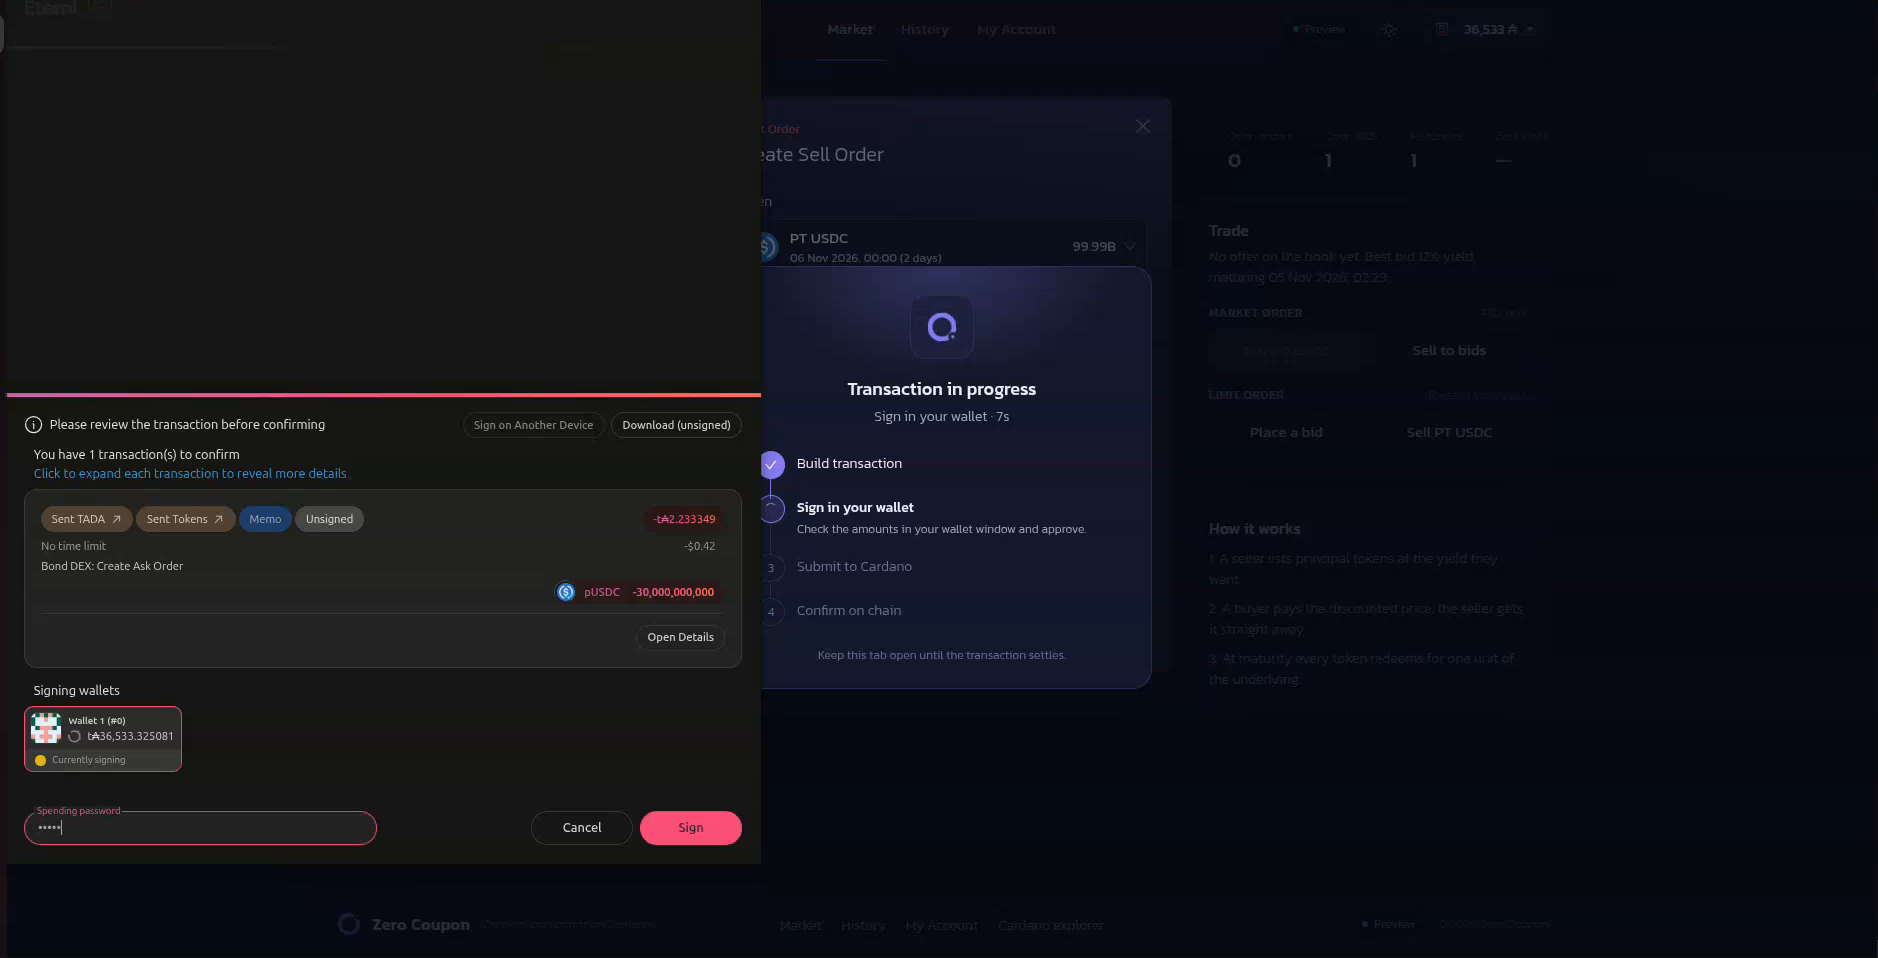 Eternl
Please review the transaction before confirming
Sign on Another Device
Download (unsigned)
You have 1 transaction(s) to confirm
Click to expand each transaction to reveal more details
Sent TADA
Sent Tokens
Memo
Unsigned
-t₳2.233349
No time limit
-$0.42
Bond DEX: Create Ask Order
pUSDC -30,000,000,000
Open Details
Signing wallets
Wallet 1 (#0)
t₳36,533.325081
Currently signing
Spending password
•••••
Cancel
Sign
Market
History
My Account
Preview
36,533 ₳
t Order
eate Sell Order
en
PT USDC
99.99B
06 Nov 2026, 00:00 (2 days)
Transaction in progress
Sign in your wallet · 7s
Build transaction
Sign in your wallet
Check the amounts in your wallet window and approve.
3 Submit to Cardano
4 Confirm on chain
Keep this tab open until the transaction settles.
0
1
1
—
Trade
No offer on the book yet. Best bid 12% yield,
maturing 05 Nov 2026, 02:23
MARKET ORDER
Sell to bids
LIMIT ORDER
Place a bid
Sell PT USDC
How it works
1. A seller lists principal tokens at the yield they
want.
2. A buyer pays the discounted price, the seller gets
it straight away.
3. At maturity every token redeems for one unit of
the underlying.
Zero Coupon
Market
History
My Account
Cardano explorer
Preview